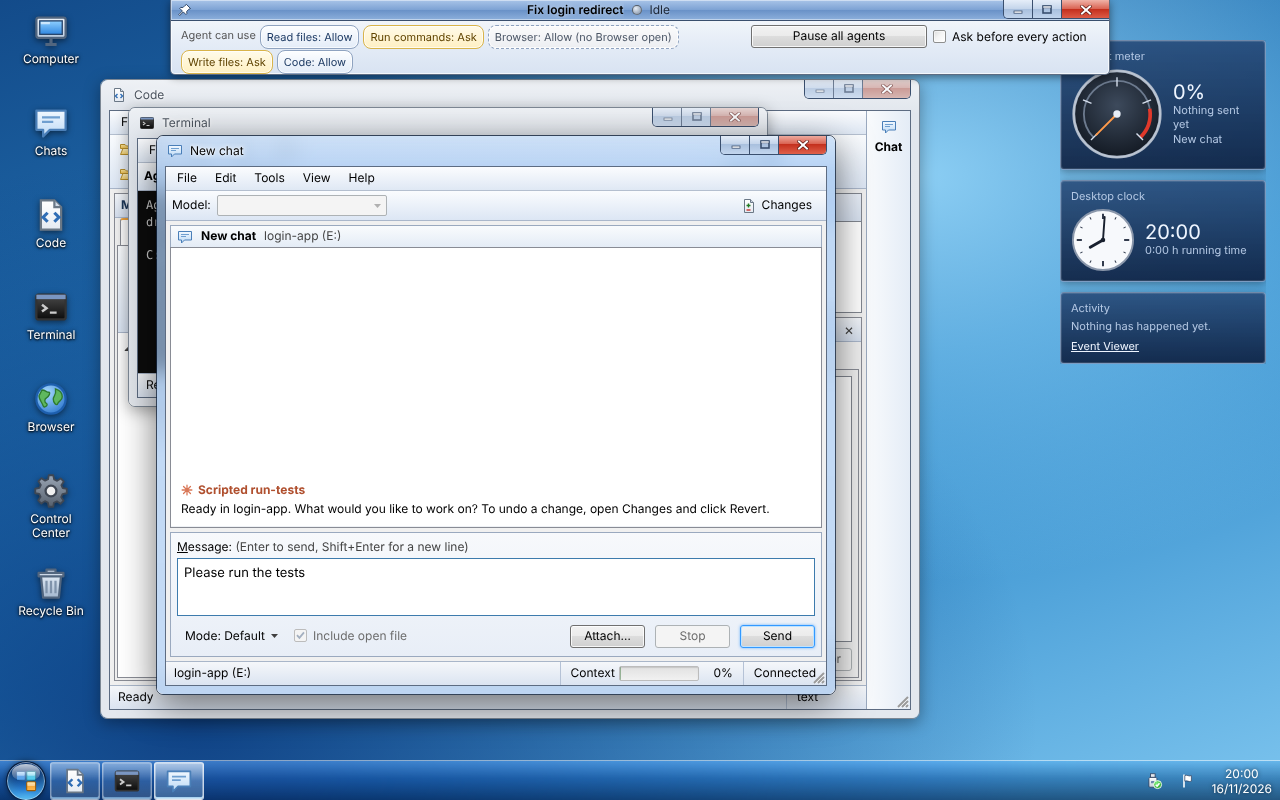 Fix login redirect Idle
Agent can use Read files: Allow Run commands: Ask Browser: Allow (no Browser open)
Write files: Ask Code: Allow
Pause all agents Ask before every action
Computer
Chats
Code
Terminal
Browser
Control
Center
Recycle Bin
Code
Chat
Terminal
New chat
File Edit Tools View Help
Model: Changes
New chat login-app (E:)
Scripted run-tests
Ready in login-app. What would you like to work on? To undo a change, open Changes and click Revert.
Message: (Enter to send, Shift+Enter for a new line)
Please run the tests
Mode: Default Include open file Attach... Stop Send
login-app (E:) Context 0% Connected
Ready text
meter
0%
Nothing sent
yet
New chat
Desktop clock
20:00
0:00 h running time
Activity
Nothing has happened yet.
Event Viewer
20:00
16/11/2026